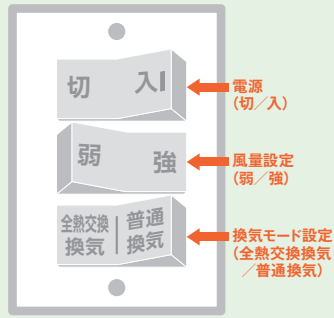 切 入
電源
(切／入)
弱 強
風量設定
(弱／強)
全熱交換
換気
普通
換気
換気モード設定
(全熱交換換気
／普通換気)